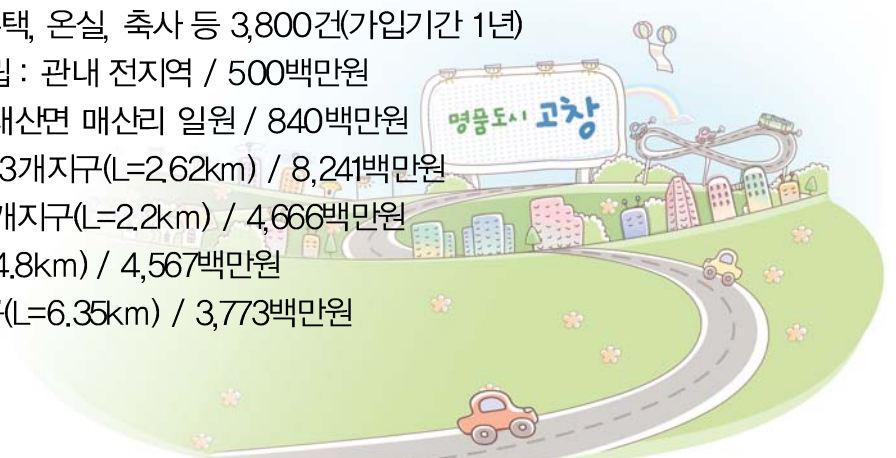 택, 온실, 축사 등 3,800건(가입기간 1년)
: 관내 전지역 / 500백만원
대산면 매산리 일원 / 840백만원
3개지구(L=2.62km) / 8,241백만원
개지구(L=2.2km) / 4,666백만원
4.8km) / 4,567백만원
(L=6.35km) / 3,773백만원
명품도시 고창